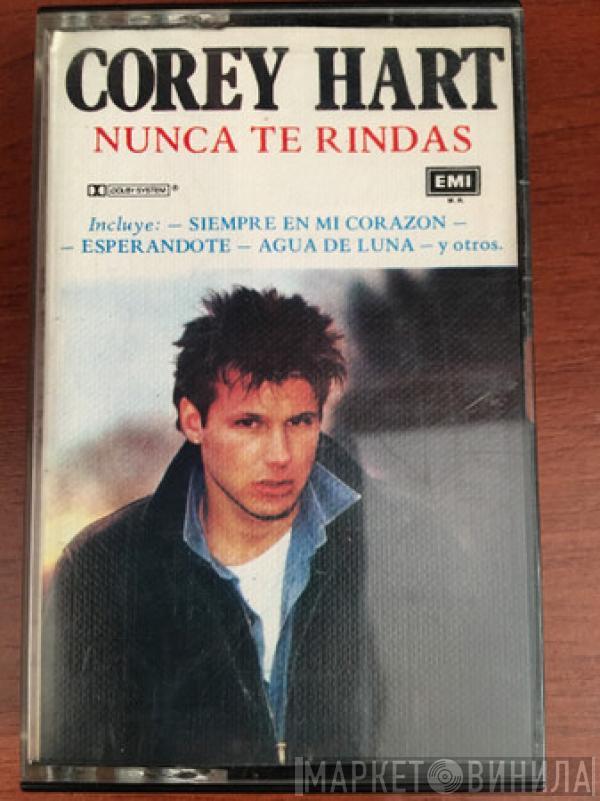 COREY HART
NUNCA TE RINDAS
DOLBY SYSTEM ®
EMI
M.R.
Incluye: – SIEMPRE EN MI CORAZON –
– ESPERANDOTE – AGUA DE LUNA – y otros.
МАРКЕТ ВИНИЛА